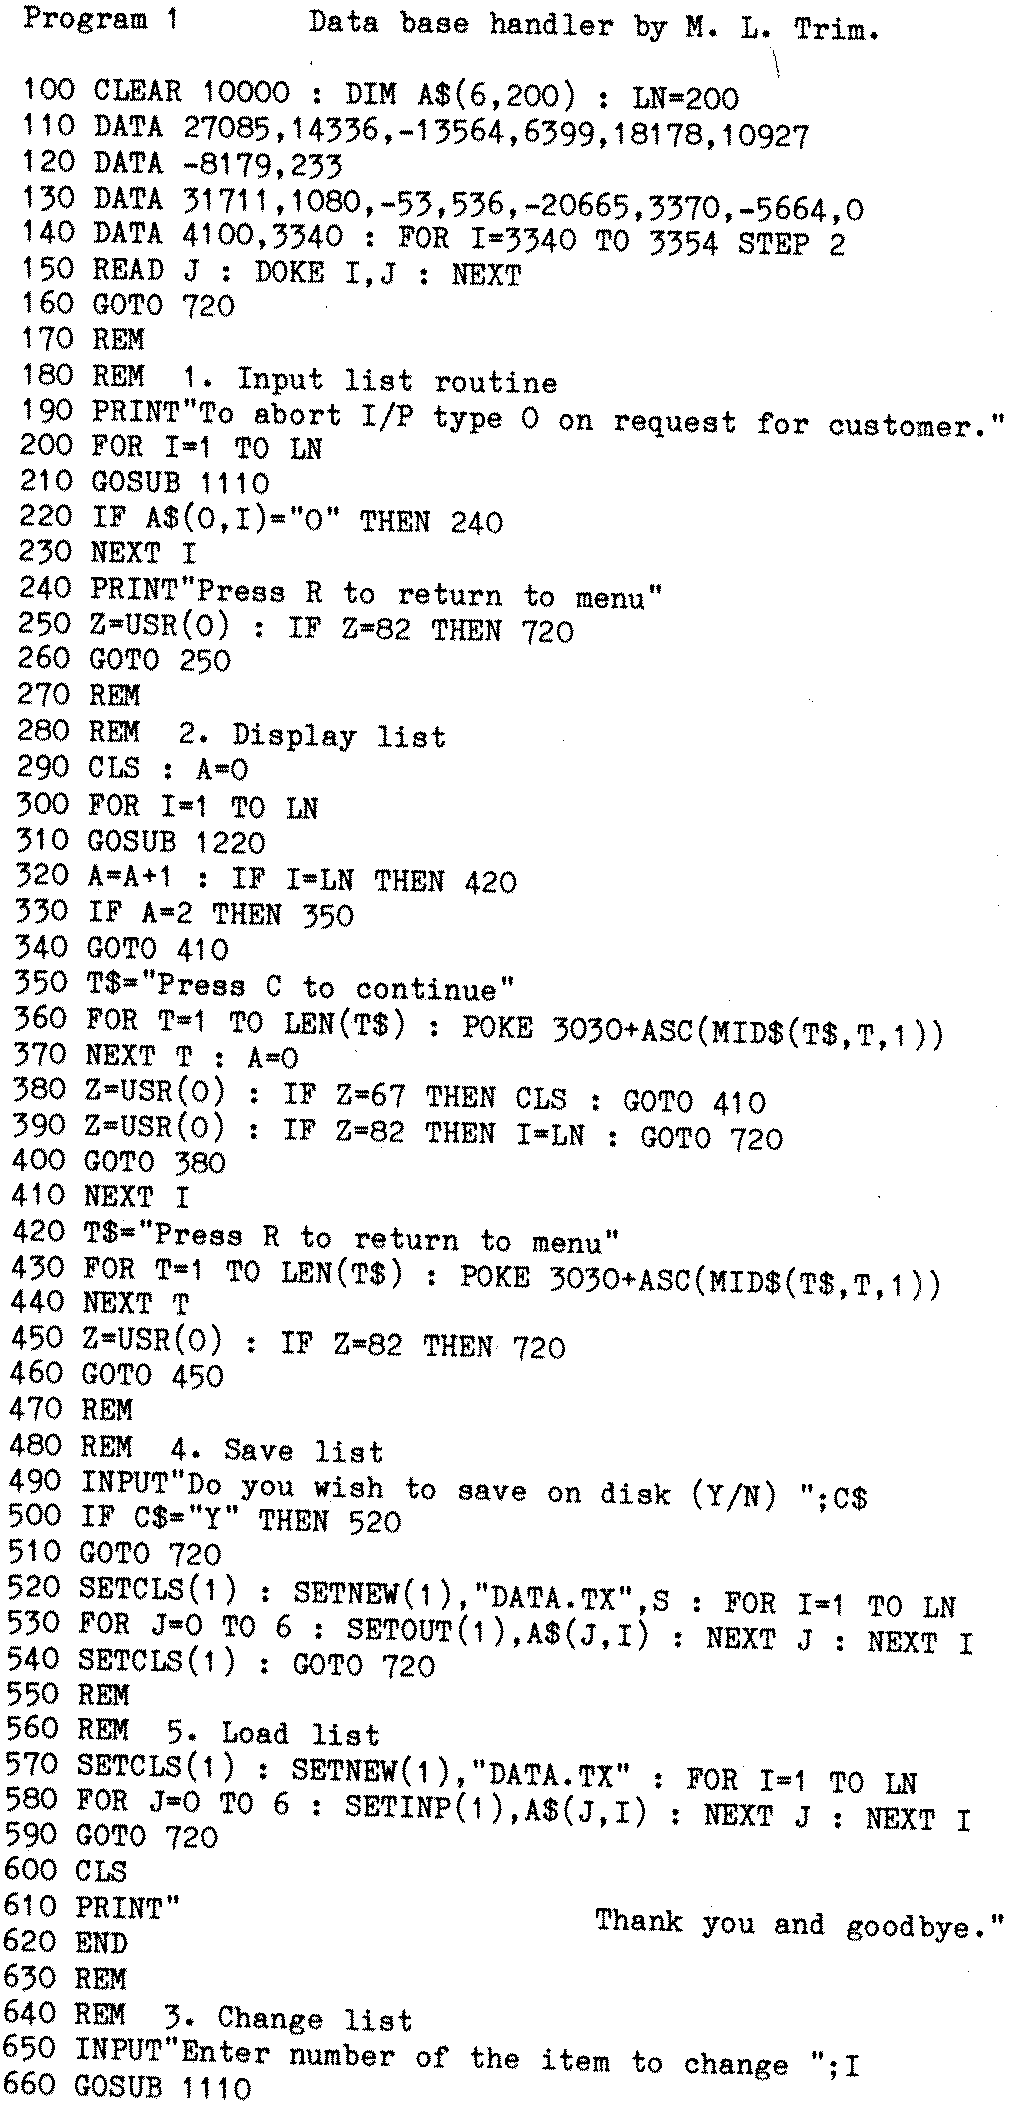 Program 1 Data base handler by M. L. Trim.
100 CLEAR 10000 : DIM A$(6,200) : LN=200
110 DATA 27085,14336,-13564,6399,18178,10927
120 DATA -8179,233
130 DATA 31711,1080,-53,536,-20665,3370,-5664,0
140 DATA 4100,3340 : FOR I=3340 TO 3354 STEP 2
150 READ J : DOKE I,J : NEXT
160 GOTO 720
170 REM
180 REM 1. Input list routine
190 PRINT"To abort I/P type 0 on request for customer."
200 FOR I=1 TO LN
210 GOSUB 1110
220 IF A$(0,I)="0" THEN 240
230 NEXT I
240 PRINT"Press R to return to menu"
250 Z=USR(0) : IF Z=82 THEN 720
260 GOTO 250
270 REM
280 REM 2. Display list
290 CLS : A=0
300 FOR I=1 TO LN
310 GOSUB 1220
320 A=A+1 : IF I=LN THEN 420
330 IF A=2 THEN 350
340 GOTO 410
350 T$="Press C to continue"
360 FOR T=1 TO LEN(T$) : POKE 3030+ASC(MID$(T$,T,1))
370 NEXT T : A=0
380 Z=USR(0) : IF Z=67 THEN CLS : GOTO 410
390 Z=USR(0) : IF Z=82 THEN I=LN : GOTO 720
400 GOTO 380
410 NEXT I
420 T$="Press R to return to menu"
430 FOR T=1 TO LEN(T$) : POKE 3030+ASC(MID$(T$,T,1))
440 NEXT T
450 Z=USR(0) : IF Z=82 THEN 720
460 GOTO 450
470 REM
480 REM 4. Save list
490 INPUT"Do you wish to save on disk (Y/N) ";C$
500 IF C$="Y" THEN 520
510 GOTO 720
520 SETCLS(1) : SETNEW(1),"DATA.TX",S : FOR I=1 TO LN
530 FOR J=0 TO 6 : SETOUT(1),A$(J,I) : NEXT J : NEXT I
540 SETCLS(1) : GOTO 720
550 REM
560 REM 5. Load list
570 SETCLS(1) : SETNEW(1),"DATA.TX" : FOR I=1 TO LN
580 FOR J=0 TO 6 : SETINP(1),A$(J,I) : NEXT J : NEXT I
590 GOTO 720
600 CLS
610 PRINT" Thank you and goodbye."
620 END
630 REM
640 REM 3. Change list
650 INPUT"Enter number of the item to change ";I
660 GOSUB 1110